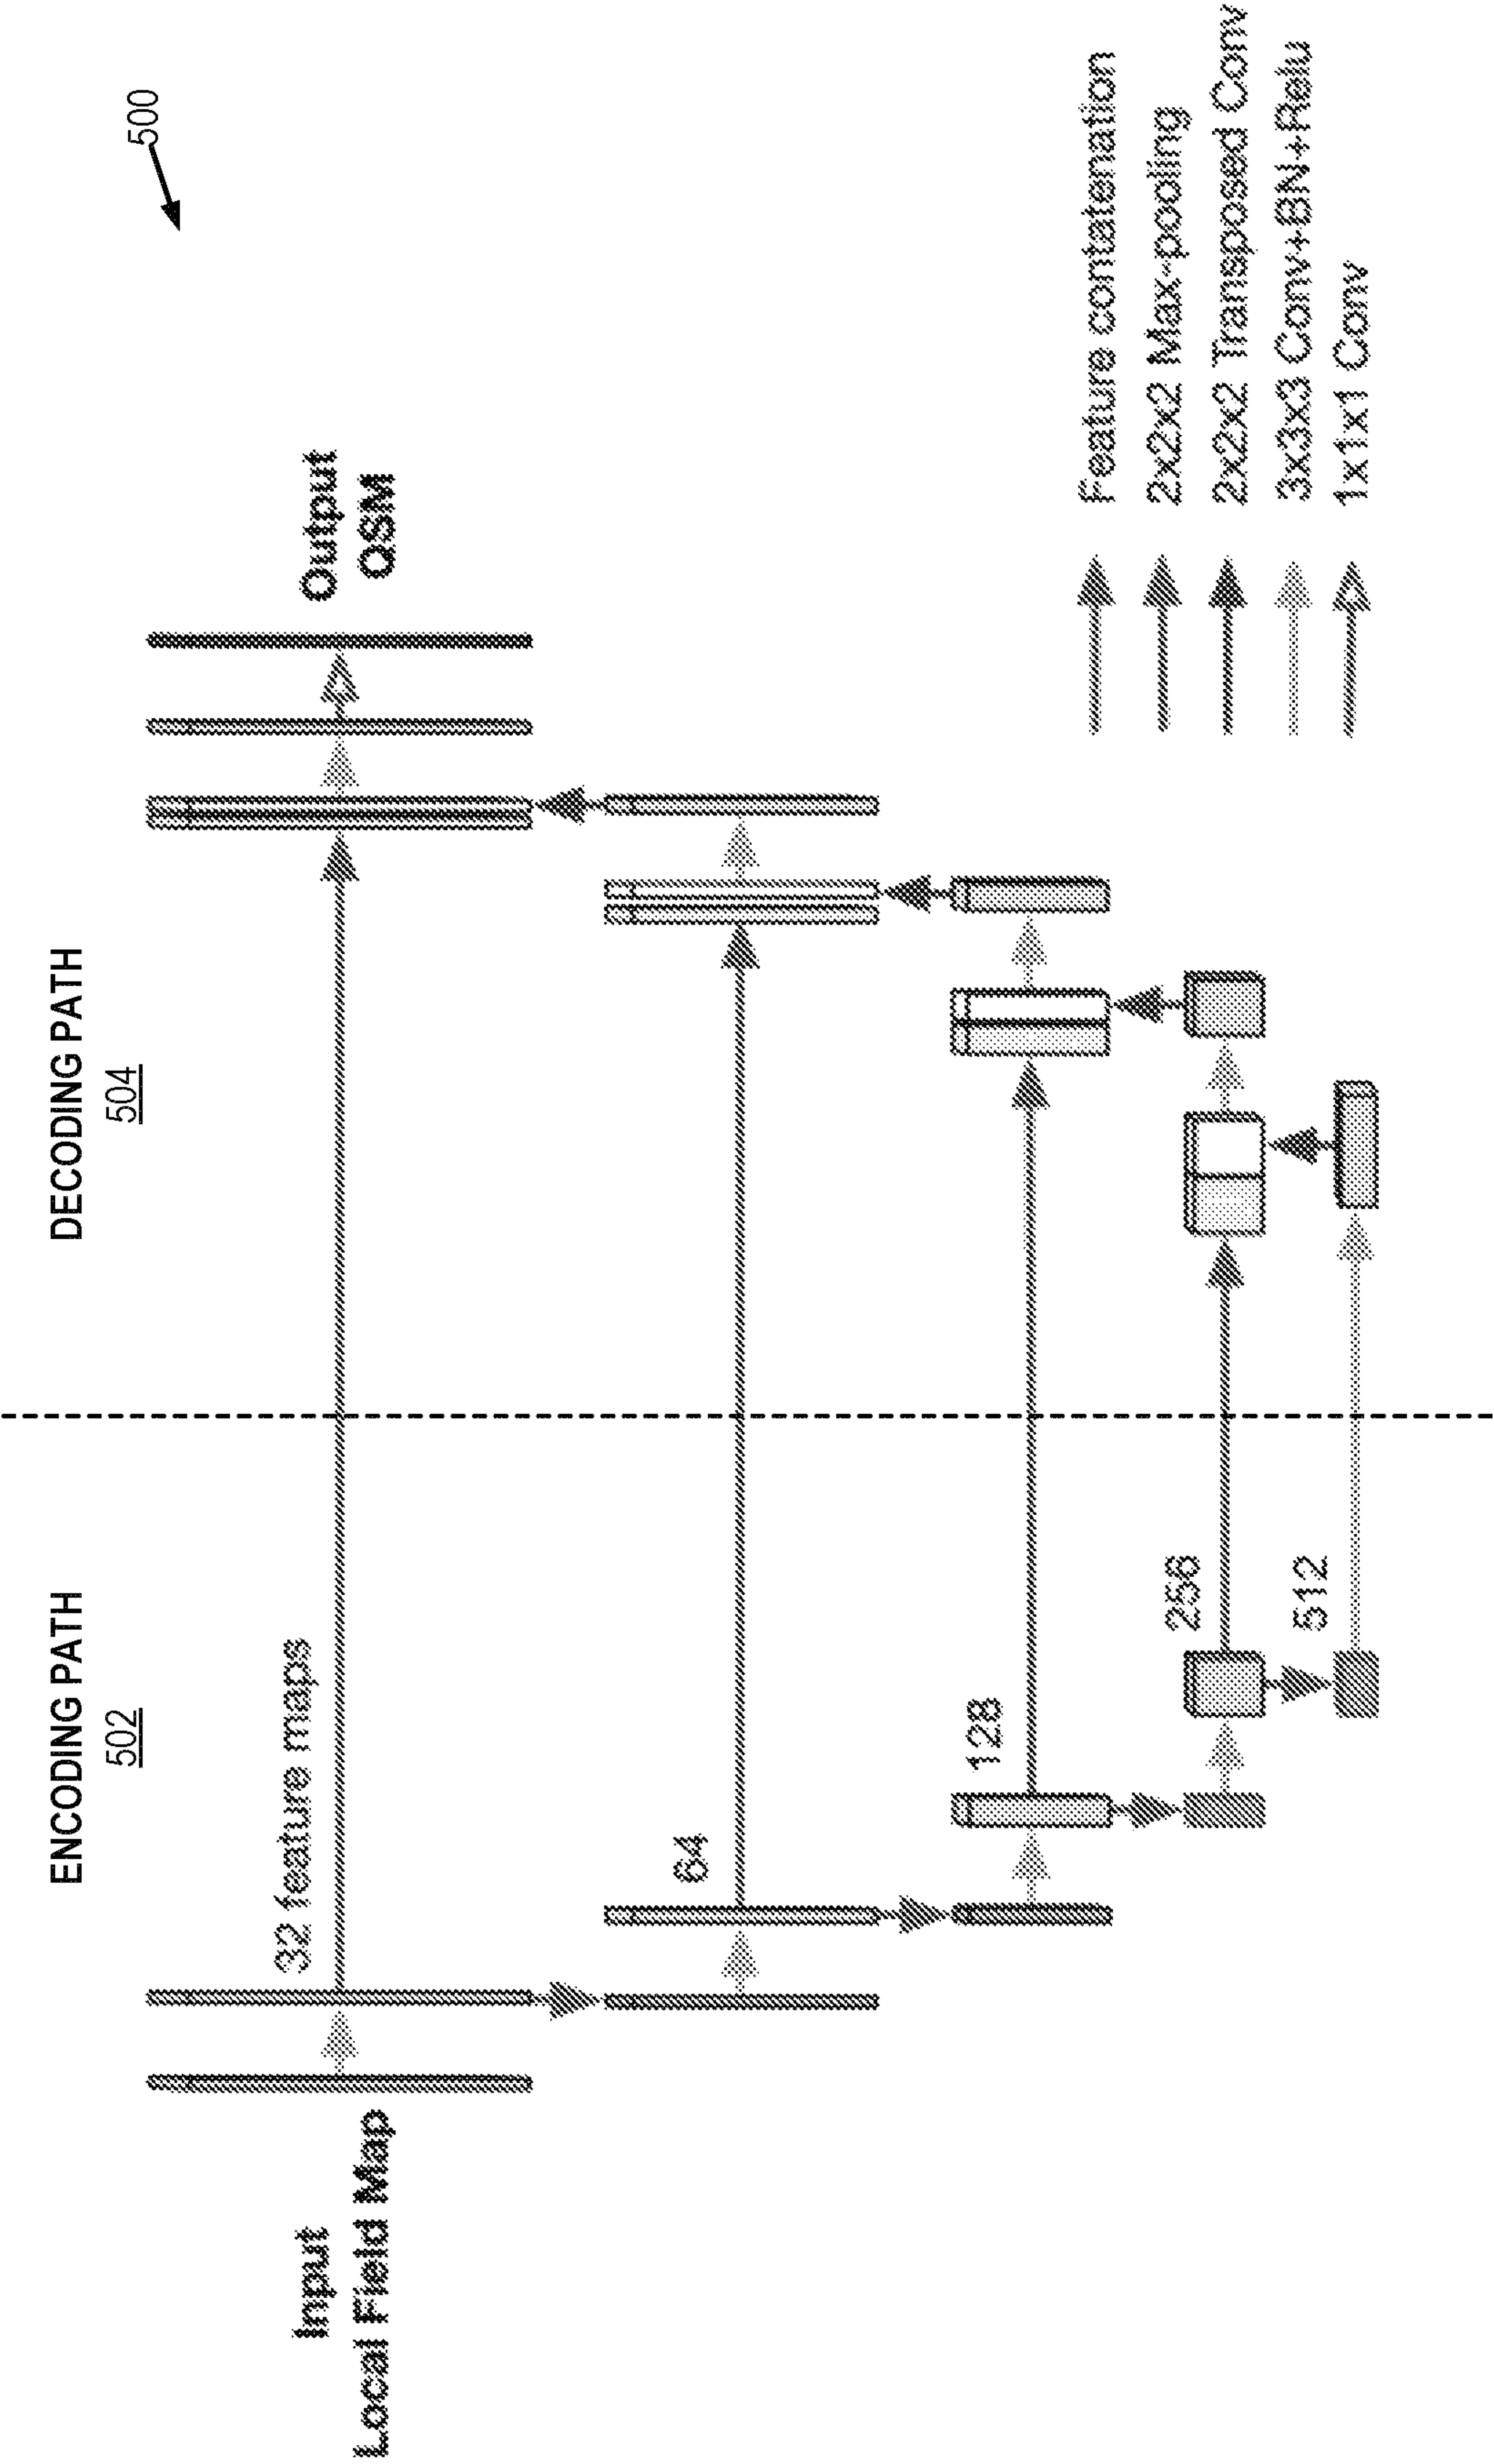 500
ENCODING PATH
502
DECODING PATH
504
Input
Local Field Map
32 feature maps
Output
QSM
64
128
256
512
Feature contatenation
2x2x2 Max-pooling
2x2x2 Transposed Conv
3x3x3 Conv+BN+Relu
1x1x1 Conv